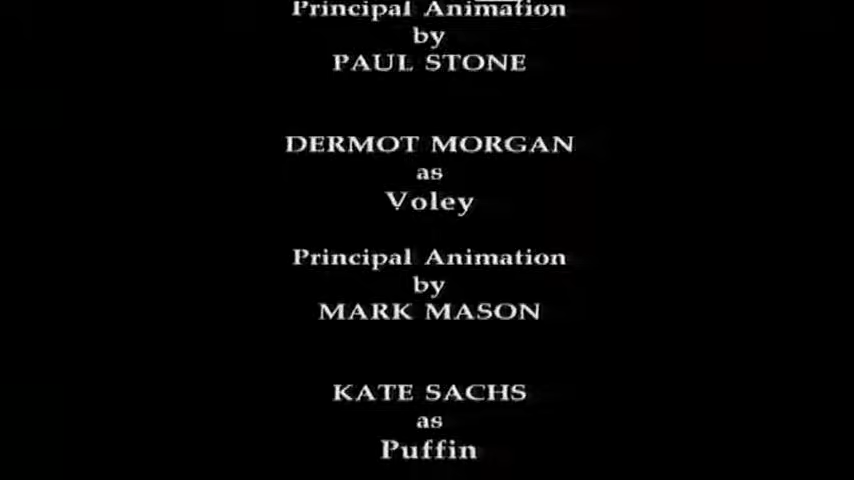 Principal Animation
by
PAUL STONE
DERMOT MORGAN
as
Voley
Principal Animation
by
MARK MASON
KATE SACHS
as
Puffin